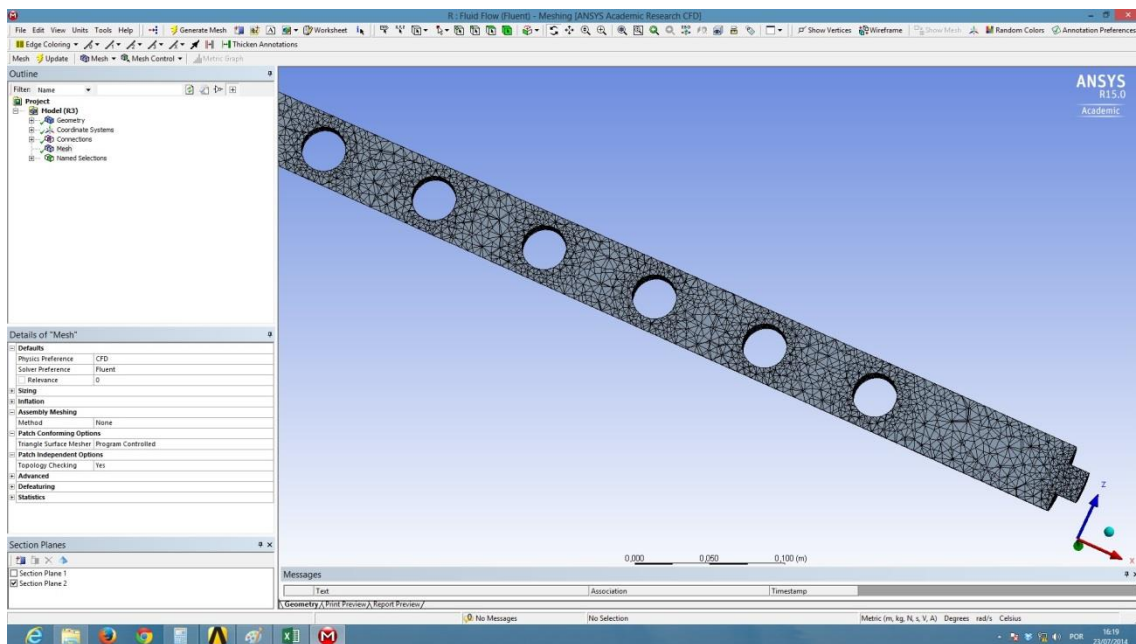 R : Fluid Flow (Fluent) - Meshing [ANSYS Academic Research CFD]
File Edit View Units Tools Help Generate Mesh Worksheet Show Vertices Wireframe Show Mesh Random Colors Annotation Preferences
Edge Coloring Thicken Annotations
Mesh Update Mesh Mesh Control Metric Graph
Outline
Filter: Name
Project
Model (R3)
Geometry
Coordinate Systems
Connections
Mesh
Named Selections
ANSYS
R15.0
Academic
Details of "Mesh"
Defaults
Physics Preference CFD
Solver Preference Fluent
Relevance 0
Sizing
Inflation
Assembly Meshing
Method None
Patch Conforming Options
Triangle Surface Mesher Program Controlled
Patch Independent Options
Topology Checking Yes
Advanced
Defeaturing
Statistics
Z
X
0,000 0,050 0,100 (m)
Section Planes
Section Plane 1
Section Plane 2
Messages
Text Association Timestamp
Geometry Print Preview Report Preview
No Messages No Selection Metric (m, kg, N, s, V, A) Degrees rad/s Celsius
POR 16:19
23/07/2014